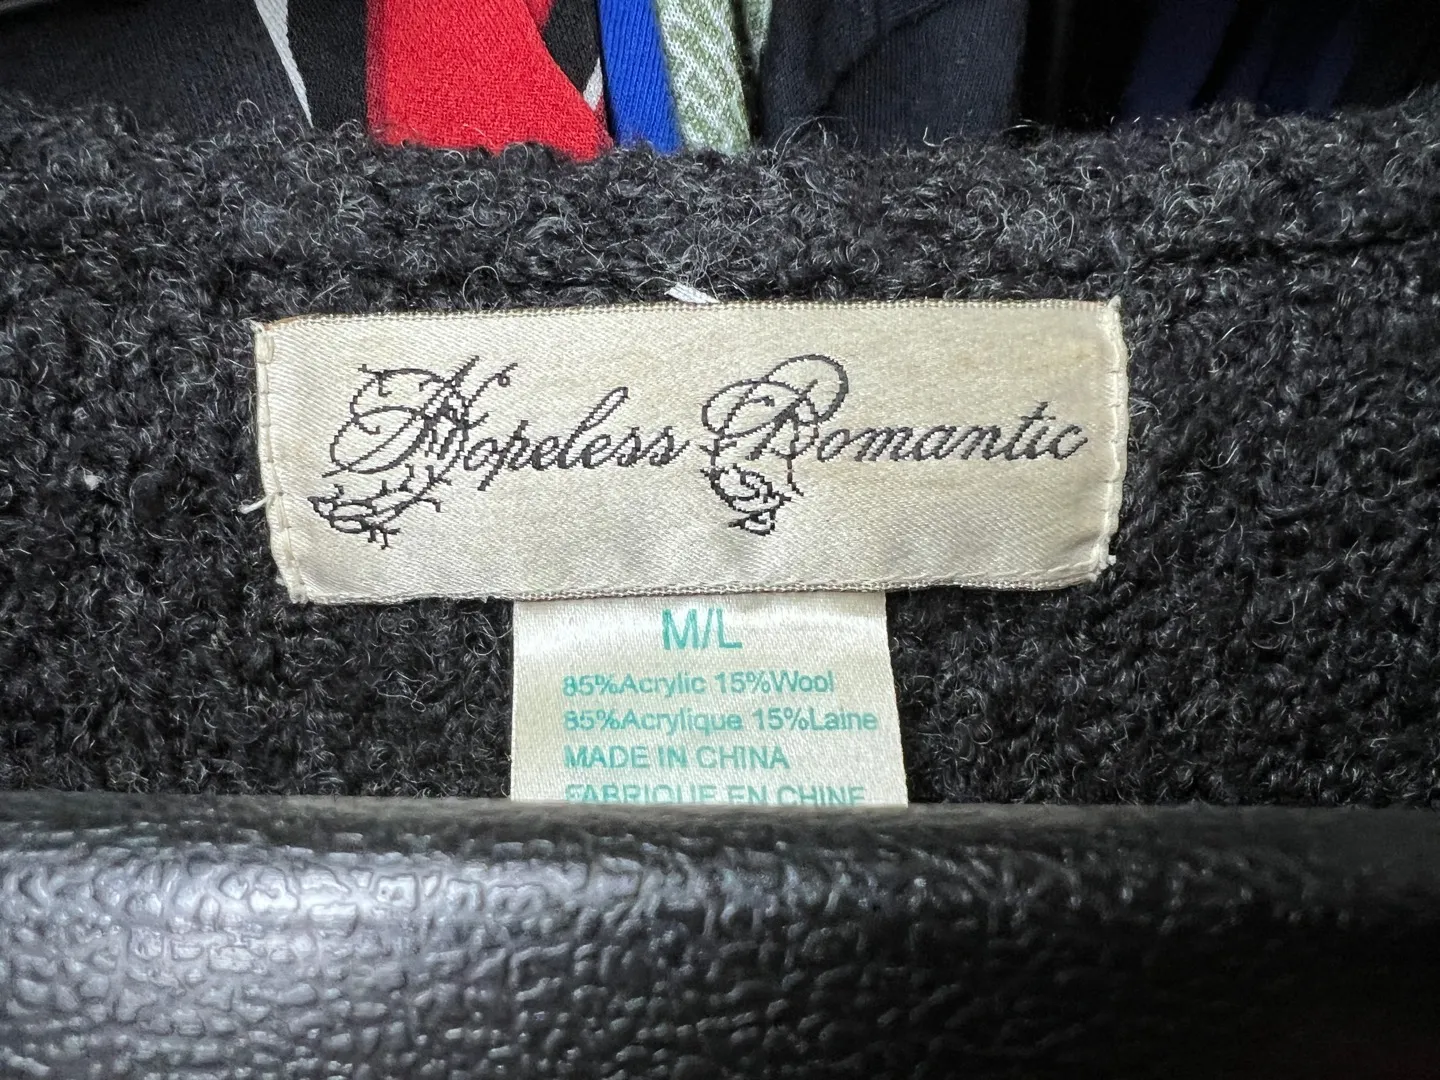 Hopeless Romantic
M/L
85%Acrylic 15%Wool
85%Acrylique 15%Laine
MADE IN CHINA
FABRIQUE EN CHINE